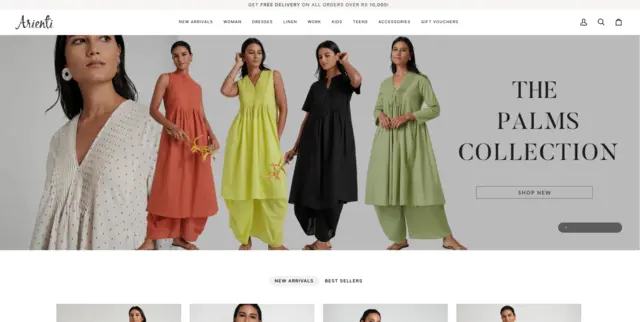 GET FREE DELIVERY ON ALL ORDERS OVER RS 10,000!
Arienti
NEW ARRIVALS WOMAN DRESSES LINEN WORK KIDS TEENS ACCESSORIES GIFT VOUCHERS
THE
PALMS
COLLECTION
SHOP NEW
NEW ARRIVALS BEST SELLERS